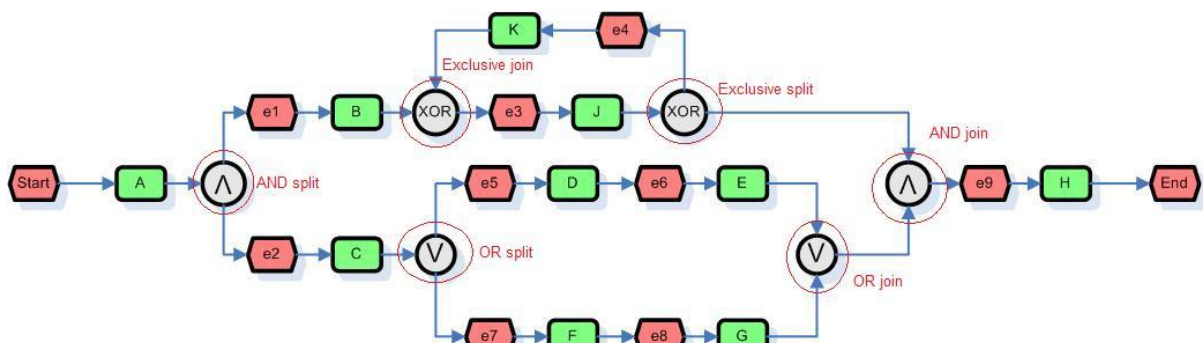 K
e4
Exclusive join
Exclusive split
e1
B
XOR
e3
J
XOR
AND join
Start
A
Λ
AND split
e5
D
e6
E
Λ
e9
H
End
e2
C
V
OR split
V
OR join
e7
F
e8
G